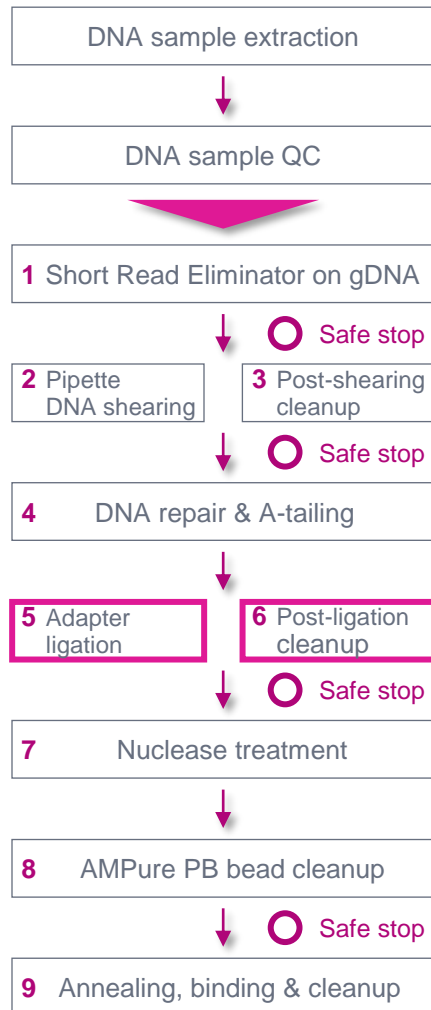 DNA sample extraction
DNA sample QC
1 Short Read Eliminator on gDNA
Safe stop
2 Pipette
DNA shearing
3 Post-shearing
cleanup
Safe stop
4 DNA repair & A-tailing
5 Adapter
ligation
6 Post-ligation
cleanup
Safe stop
7 Nuclease treatment
8 AMPure PB bead cleanup
Safe stop
9 Annealing, binding & cleanup